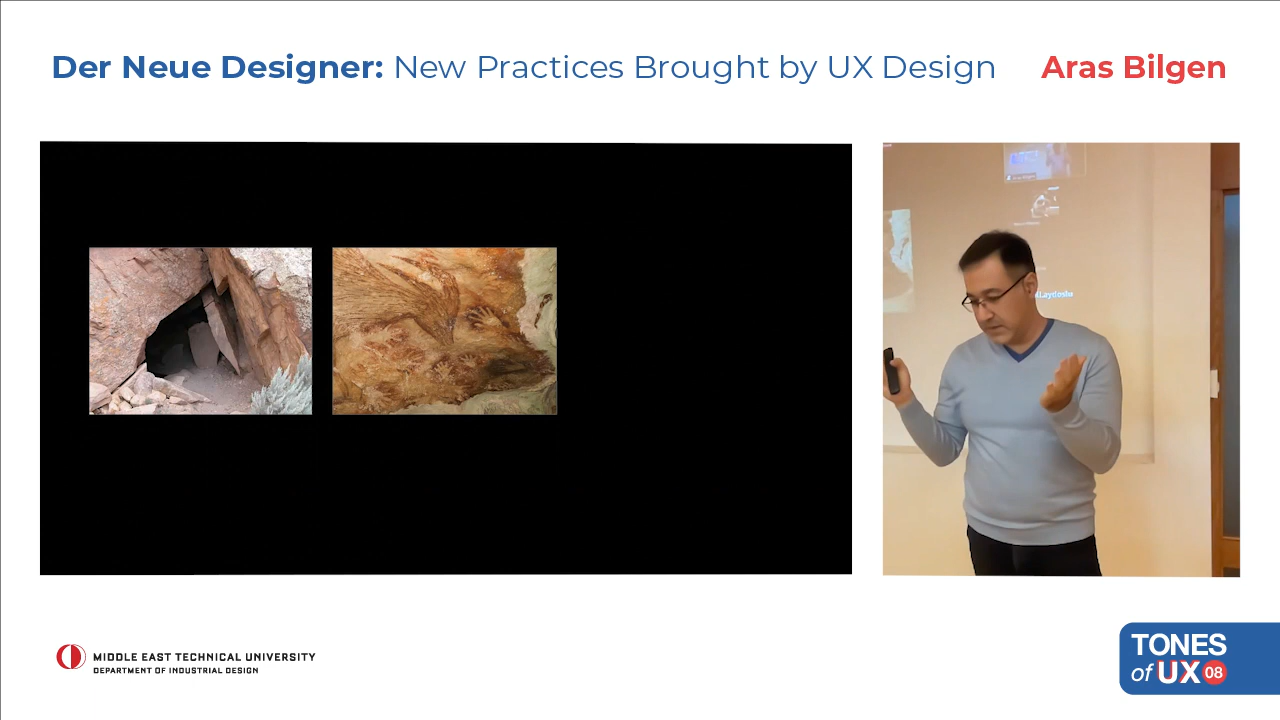 Der Neue Designer: New Practices Brought by UX Design
Aras Bilgen
MIDDLE EAST TECHNICAL UNIVERSITY
DEPARTMENT OF INDUSTRIAL DESIGN
TONES
of UX 08